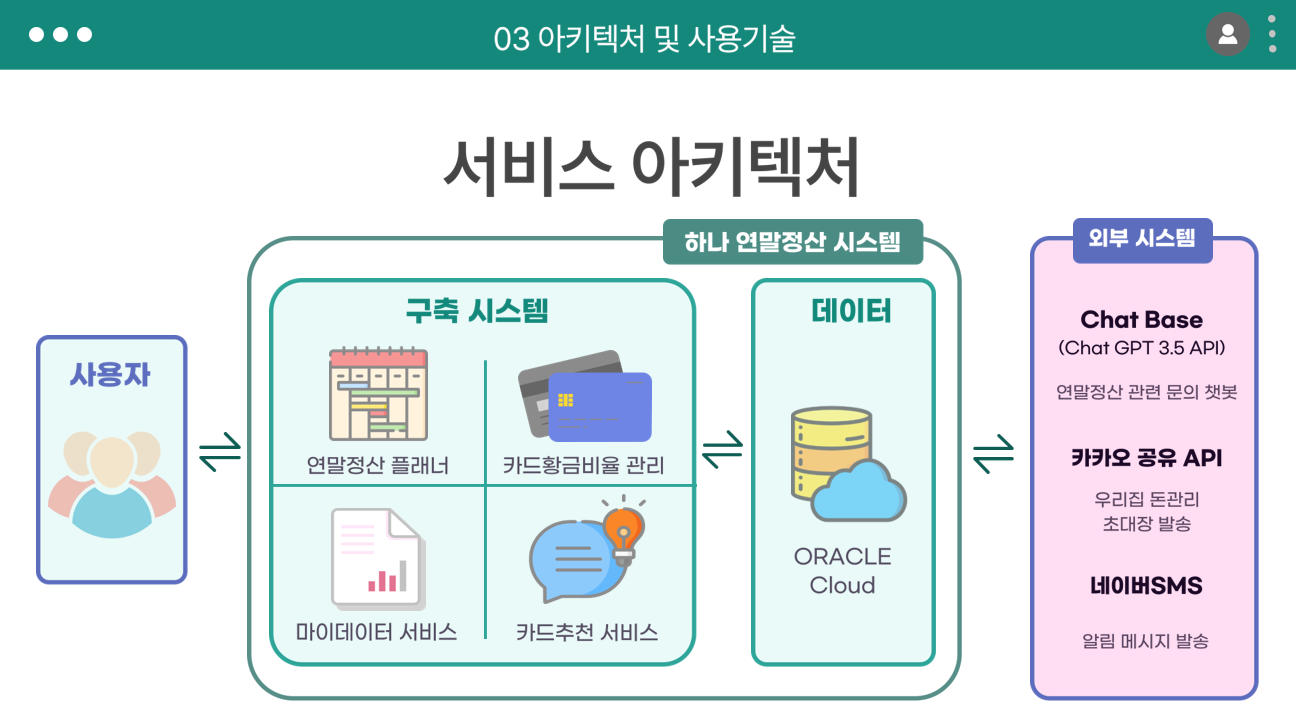 03 아키텍처 및 사용기술
서비스 아키텍처
하나 연말정산 시스템
외부 시스템
사용자
구축 시스템
연말정산 플래너
카드황금비율 관리
마이데이터 서비스
카드추천 서비스
데이터
ORACLE
Cloud
Chat Base
(Chat GPT 3.5 API)
연말정산 관련 문의 챗봇
카카오 공유 API
우리집 돈관리
초대장 발송
네이버SMS
알림 메시지 발송